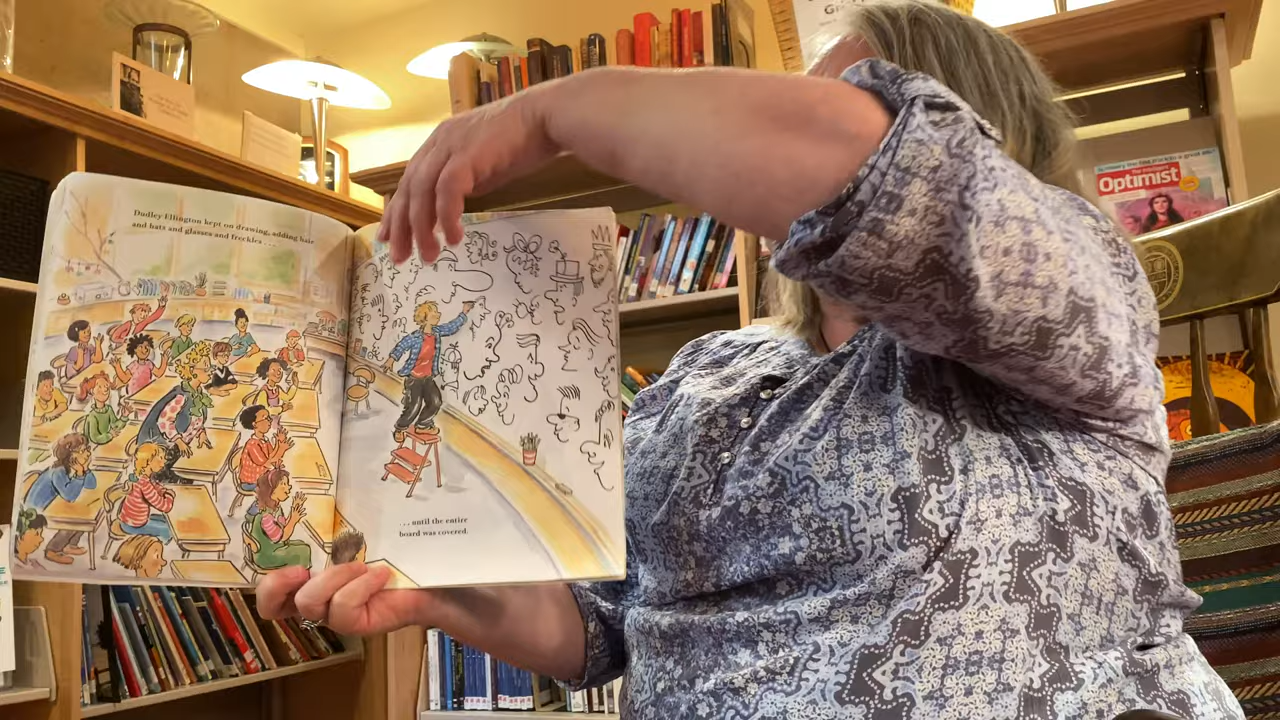 Dudley Ellington kept on drawing, adding hair
and hats and glasses and freckles . . .
. . . until the entire
board was covered.
Optimist